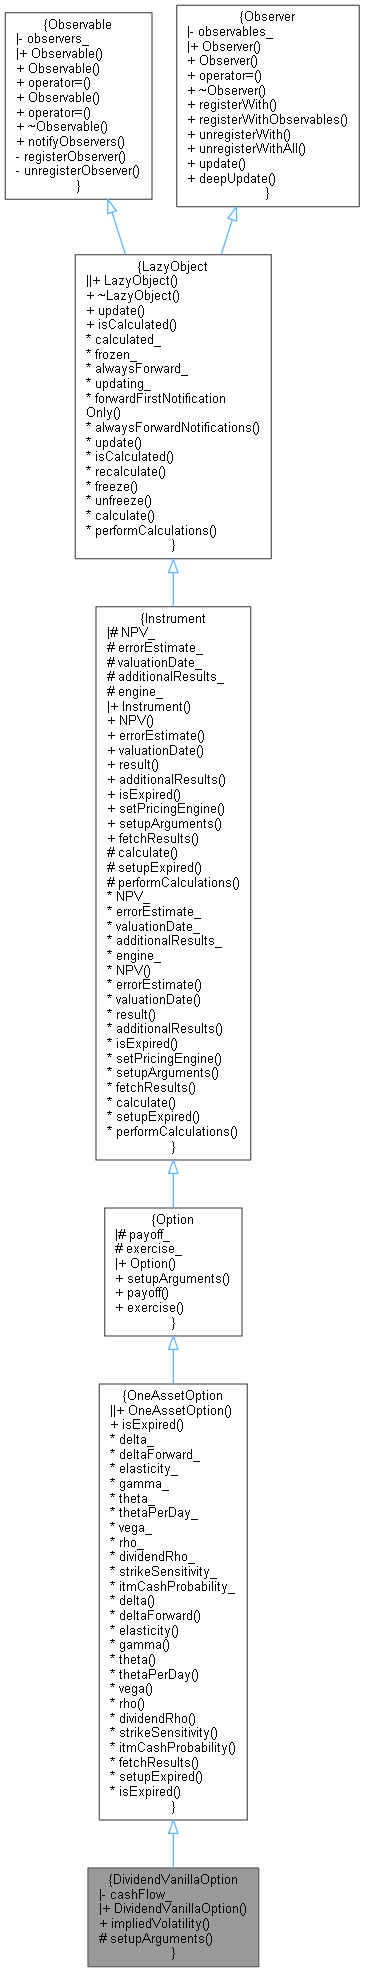 {Observable
|- observers_
|+ Observable()
+ Observable()
+ operator=()
+ Observable()
+ operator=()
+ ~Observable()
+ notifyObservers()
- registerObserver()
- unregisterObserver()
}
{Observer
|- observables_
|+ Observer()
+ Observer()
+ operator=()
+ ~Observer()
+ registerWith()
+ registerWithObservables()
+ unregisterWith()
+ unregisterWithAll()
+ update()
+ deepUpdate()
}
{LazyObject
||+ LazyObject()
+ ~LazyObject()
+ update()
+ isCalculated()
* calculated_
* frozen_
* alwaysForward_
* updating_
* forwardFirstNotification
Only()
* alwaysForwardNotifications()
* update()
* isCalculated()
* recalculate()
* freeze()
* unfreeze()
* calculate()
* performCalculations()
}
{Instrument
|# NPV_
# errorEstimate_
# valuationDate_
# additionalResults_
# engine_
|+ Instrument()
+ NPV()
+ errorEstimate()
+ valuationDate()
+ result()
+ additionalResults()
+ isExpired()
+ setPricingEngine()
+ setupArguments()
+ fetchResults()
# calculate()
# setupExpired()
# performCalculations()
* NPV_
* errorEstimate_
* valuationDate_
* additionalResults_
* engine_
* NPV()
* errorEstimate()
* valuationDate()
* result()
* additionalResults()
* isExpired()
* setPricingEngine()
* setupArguments()
* fetchResults()
* calculate()
* setupExpired()
* performCalculations()
}
{Option
|# payoff_
# exercise_
|+ Option()
+ setupArguments()
+ payoff()
+ exercise()
}
{OneAssetOption
||+ OneAssetOption()
+ isExpired()
* delta_
* deltaForward_
* elasticity_
* gamma_
* theta_
* thetaPerDay_
* vega_
* rho_
* dividendRho_
* strikeSensitivity_
* itmCashProbability_
* delta()
* deltaForward()
* elasticity()
* gamma()
* theta()
* thetaPerDay()
* vega()
* rho()
* dividendRho()
* strikeSensitivity()
* itmCashProbability()
* fetchResults()
* setupExpired()
* isExpired()
}
{DividendVanillaOption
|- cashFlow_
|+ DividendVanillaOption()
+ impliedVolatility()
# setupArguments()
}